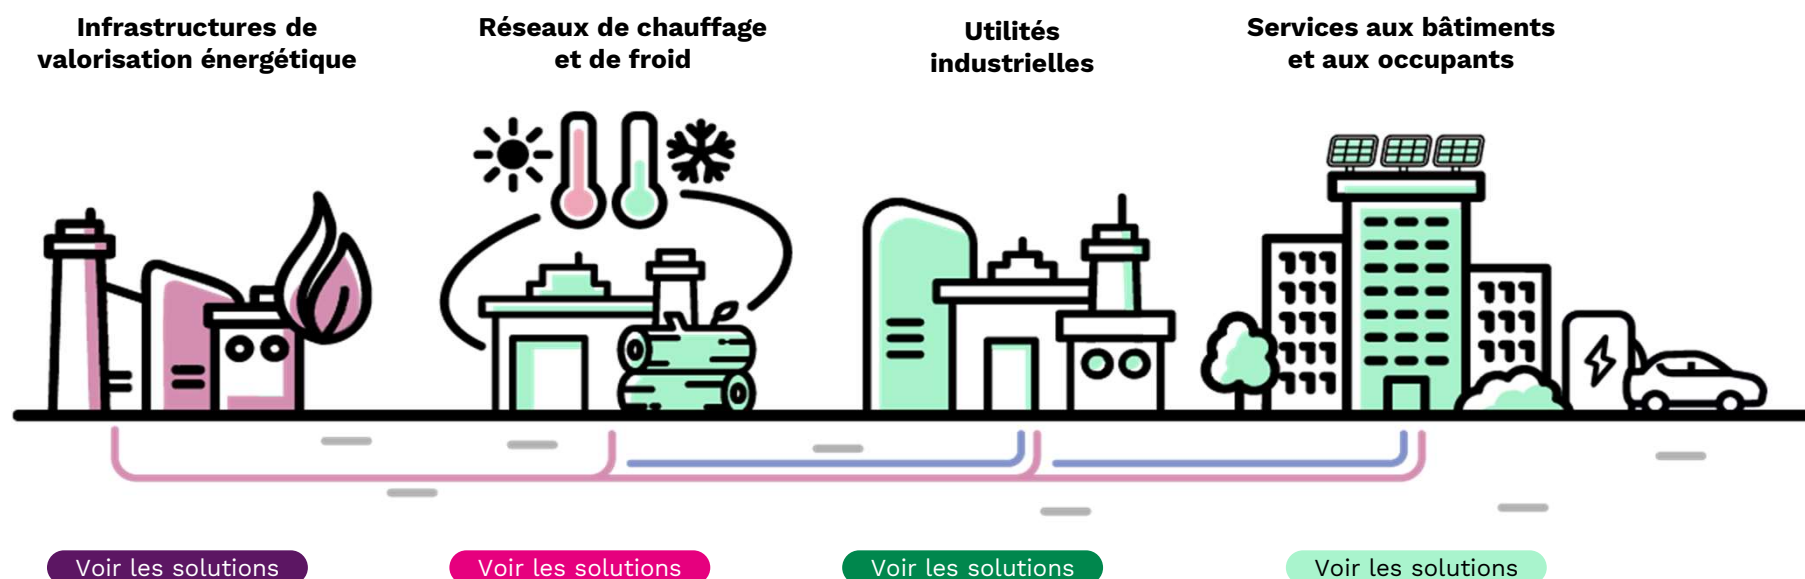 Infrastructures de
valorisation énergétique
Réseaux de chauffage
et de froid
Utilités
industrielles
Services aux bâtiments
et aux occupants
Voir les solutions
Voir les solutions
Voir les solutions
Voir les solutions